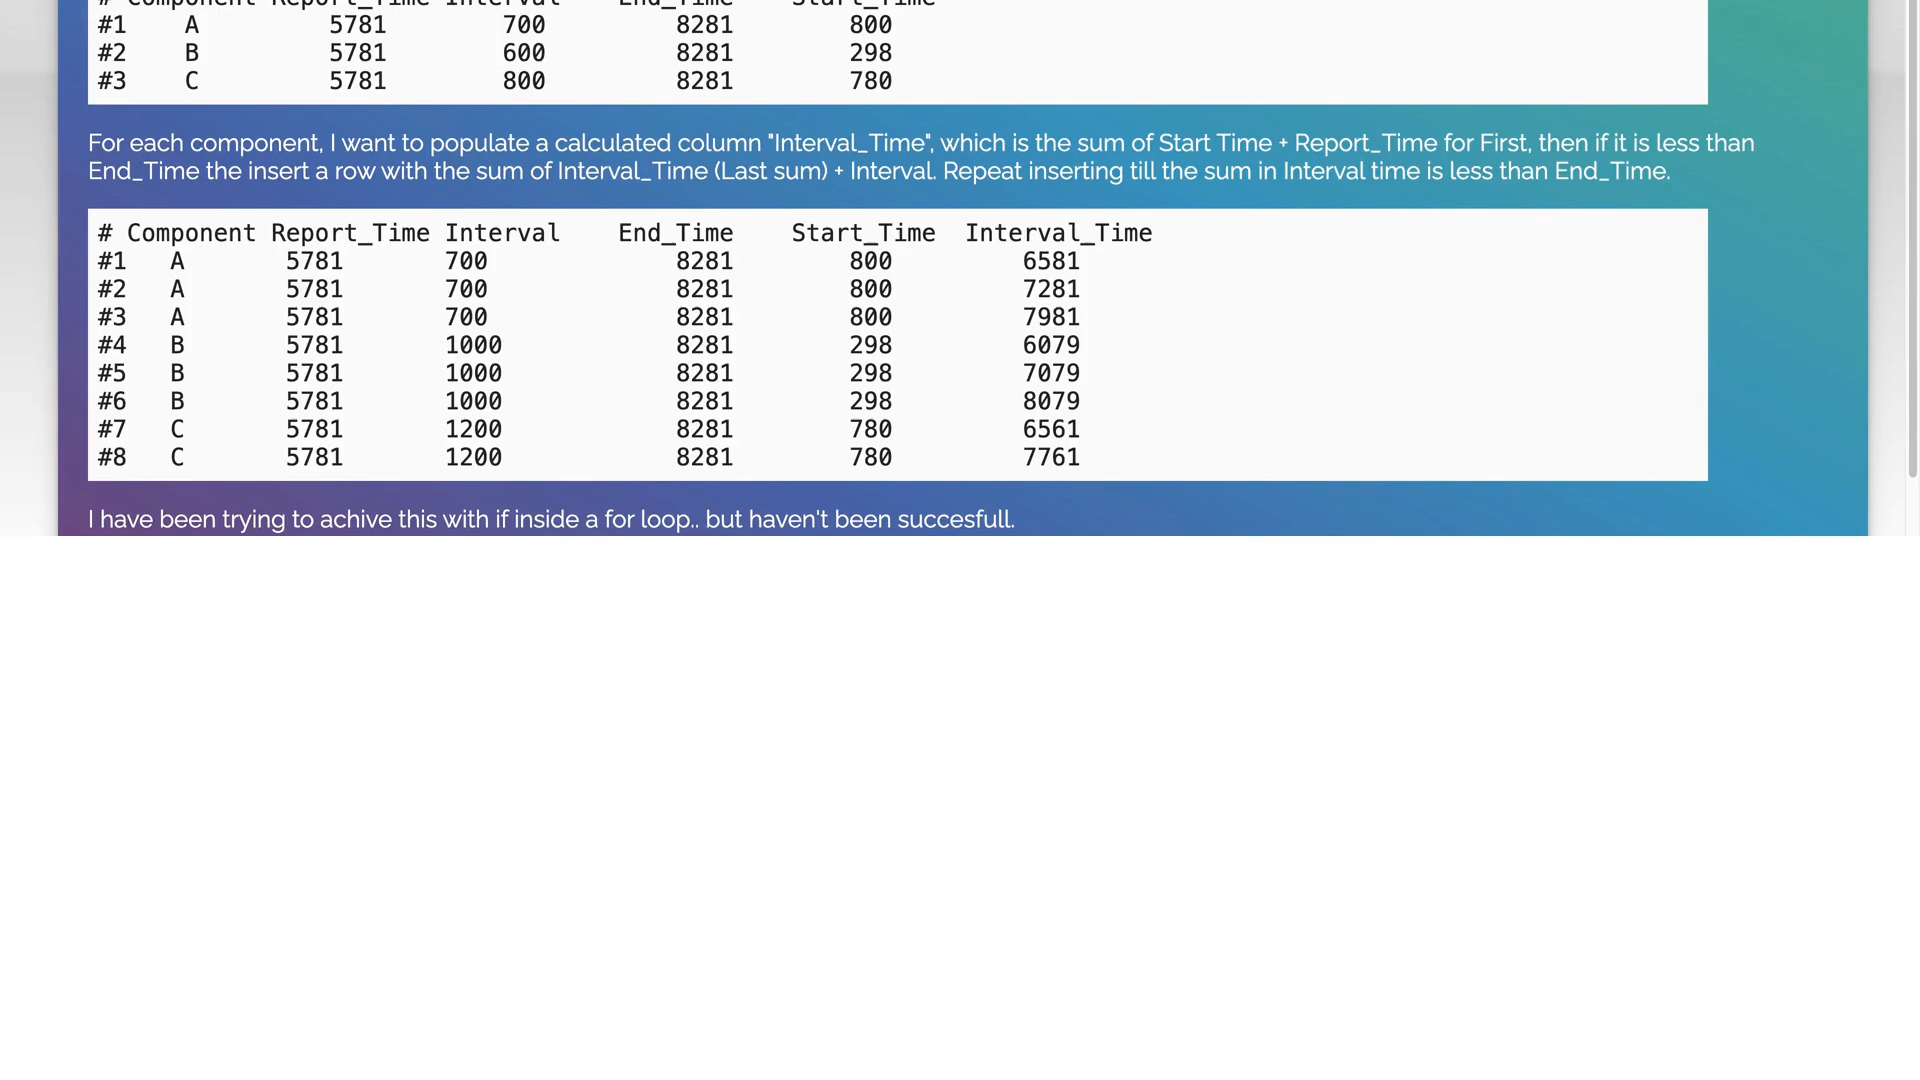 # Component Report_Time Interval End_Time Start_Time
#1 A 5781 700 8281 800
#2 B 5781 600 8281 298
#3 C 5781 800 8281 780
For each component, I want to populate a calculated column "Interval_Time", which is the sum of Start Time + Report_Time for First, then if it is less than
End_Time the insert a row with the sum of Interval_Time (Last sum) + Interval. Repeat inserting till the sum in Interval time is less than End_Time.
# Component Report_Time Interval End_Time Start_Time Interval_Time
#1 A 5781 700 8281 800 6581
#2 A 5781 700 8281 800 7281
#3 A 5781 700 8281 800 7981
#4 B 5781 1000 8281 298 6079
#5 B 5781 1000 8281 298 7079
#6 B 5781 1000 8281 298 8079
#7 C 5781 1200 8281 780 6561
#8 C 5781 1200 8281 780 7761
I have been trying to achive this with if inside a for loop.. but haven't been succesfull.